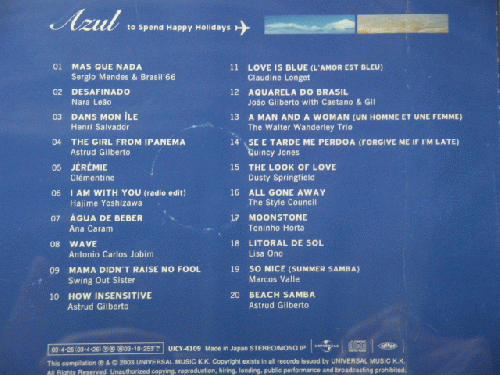 Azul to Spend Happy Holidays
01 MAS QUE NADA
Sergio Mendes & Brasil'66
02 DESAFINADO
Nara Leão
03 DANS MON ÎLE
Henri Salvador
04 THE GIRL FROM IPANEMA
Astrud Gilberto
05 JÉRÉMIE
Clémentine
06 I AM WITH YOU (radio edit)
Hajime Yoshizawa
07 ÁGUA DE BEBER
Ana Caram
08 WAVE
Antonio Carlos Jobim
09 MAMA DIDN'T RAISE NO FOOL
Swing Out Sister
10 HOW INSENSITIVE
Astrud Gilberto
11 LOVE IS BLUE (L'AMOR EST BLEU)
Claudine Longet
12 AQUARELA DO BRASIL
João Gilberto with Caetano & Gil
13 A MAN AND A WOMAN (UN HOMME ET UNE FEMME)
The Walter Wanderley Trio
14 SE E TARDE ME PERDOA (FORGIVE ME IF I'M LATE)
Quincy Jones
15 THE LOOK OF LOVE
Dusty Springfield
16 ALL GONE AWAY
The Style Council
17 MOONSTONE
Toninho Horta
18 LITORAL DE SOL
Lisa Ono
19 SO NICE (SUMMER SAMBA)
Marcos Valle
20 BEACH SAMBA
Astrud Gilberto
UICY-4309 Made in Japan STEREO/MONO
This compilation ℗ & © 2003 UNIVERSAL MUSIC K.K. Copyright exists in all records issued by UNIVERSAL MUSIC K.K.
All Rights Reserved. Unauthorized copying, reproduction, hiring, lending, public performance and broadcasting prohibited.